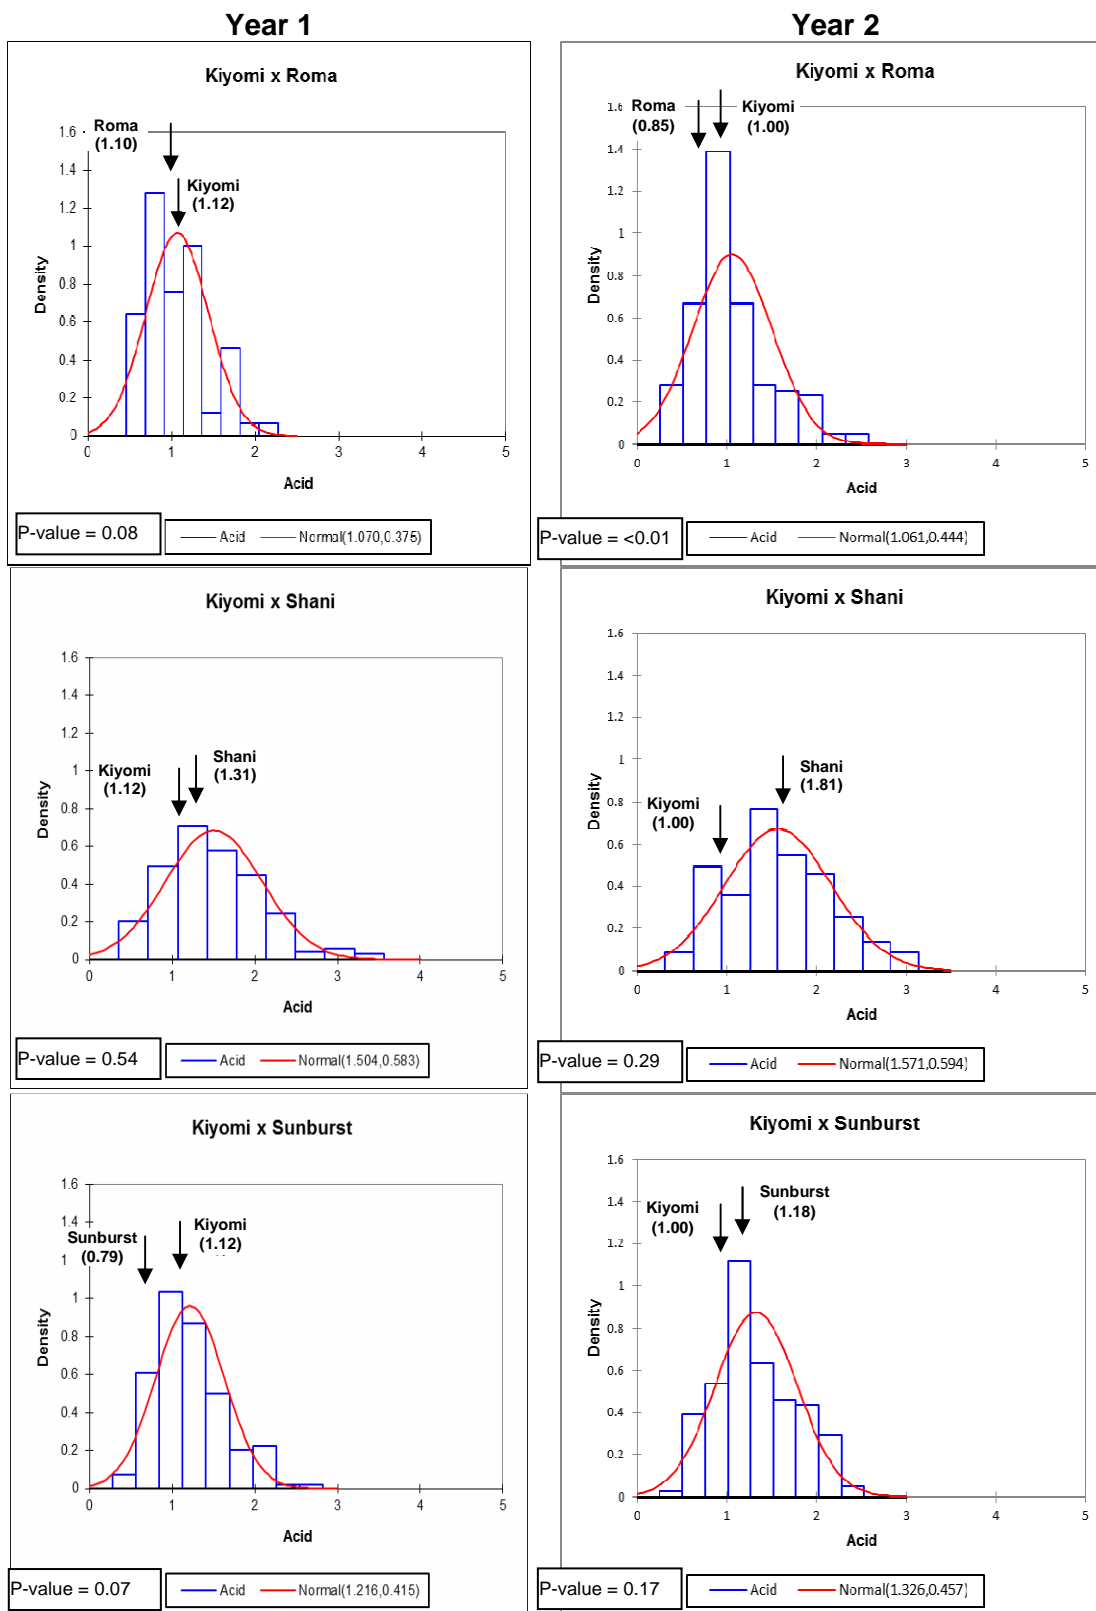 Year 1
Year 2
Kiyomi x Roma
Roma
(1.10)
Kiyomi
(1.12)
1.6
1.4
1.2
1
0.8
0.6
0.4
0.2
0
Density
0 1 2 3 4 5
Acid
P-value = 0.08
Acid Normal(1.070,0.375)
Kiyomi x Roma
Roma
(0.85)
Kiyomi
(1.00)
1.6
1.4
1.2
1
0.8
0.6
0.4
0.2
0
Density
0 1 2 3 4 5
Acid
P-value = <0.01
Acid Normal(1.061,0.444)
Kiyomi x Shani
Kiyomi
(1.12)
Shani
(1.31)
1.6
1.4
1.2
1
0.8
0.6
0.4
0.2
0
Density
0 1 2 3 4 5
Acid
P-value = 0.54
Acid Normal(1.504,0.583)
Kiyomi x Shani
Kiyomi
(1.00)
Shani
(1.81)
1.6
1.4
1.2
1
0.8
0.6
0.4
0.2
0
Density
0 1 2 3 4 5
Acid
P-value = 0.29
Acid Normal(1.571,0.594)
Kiyomi x Sunburst
Sunburst
(0.79)
Kiyomi
(1.12)
1.6
1.4
1.2
1
0.8
0.6
0.4
0.2
0
Density
0 1 2 3 4 5
Acid
P-value = 0.07
Acid Normal(1.216,0.415)
Kiyomi x Sunburst
Kiyomi
(1.00)
Sunburst
(1.18)
1.6
1.4
1.2
1
0.8
0.6
0.4
0.2
0
Density
0 1 2 3 4 5
Acid
P-value = 0.17
Acid Normal(1.326,0.457)